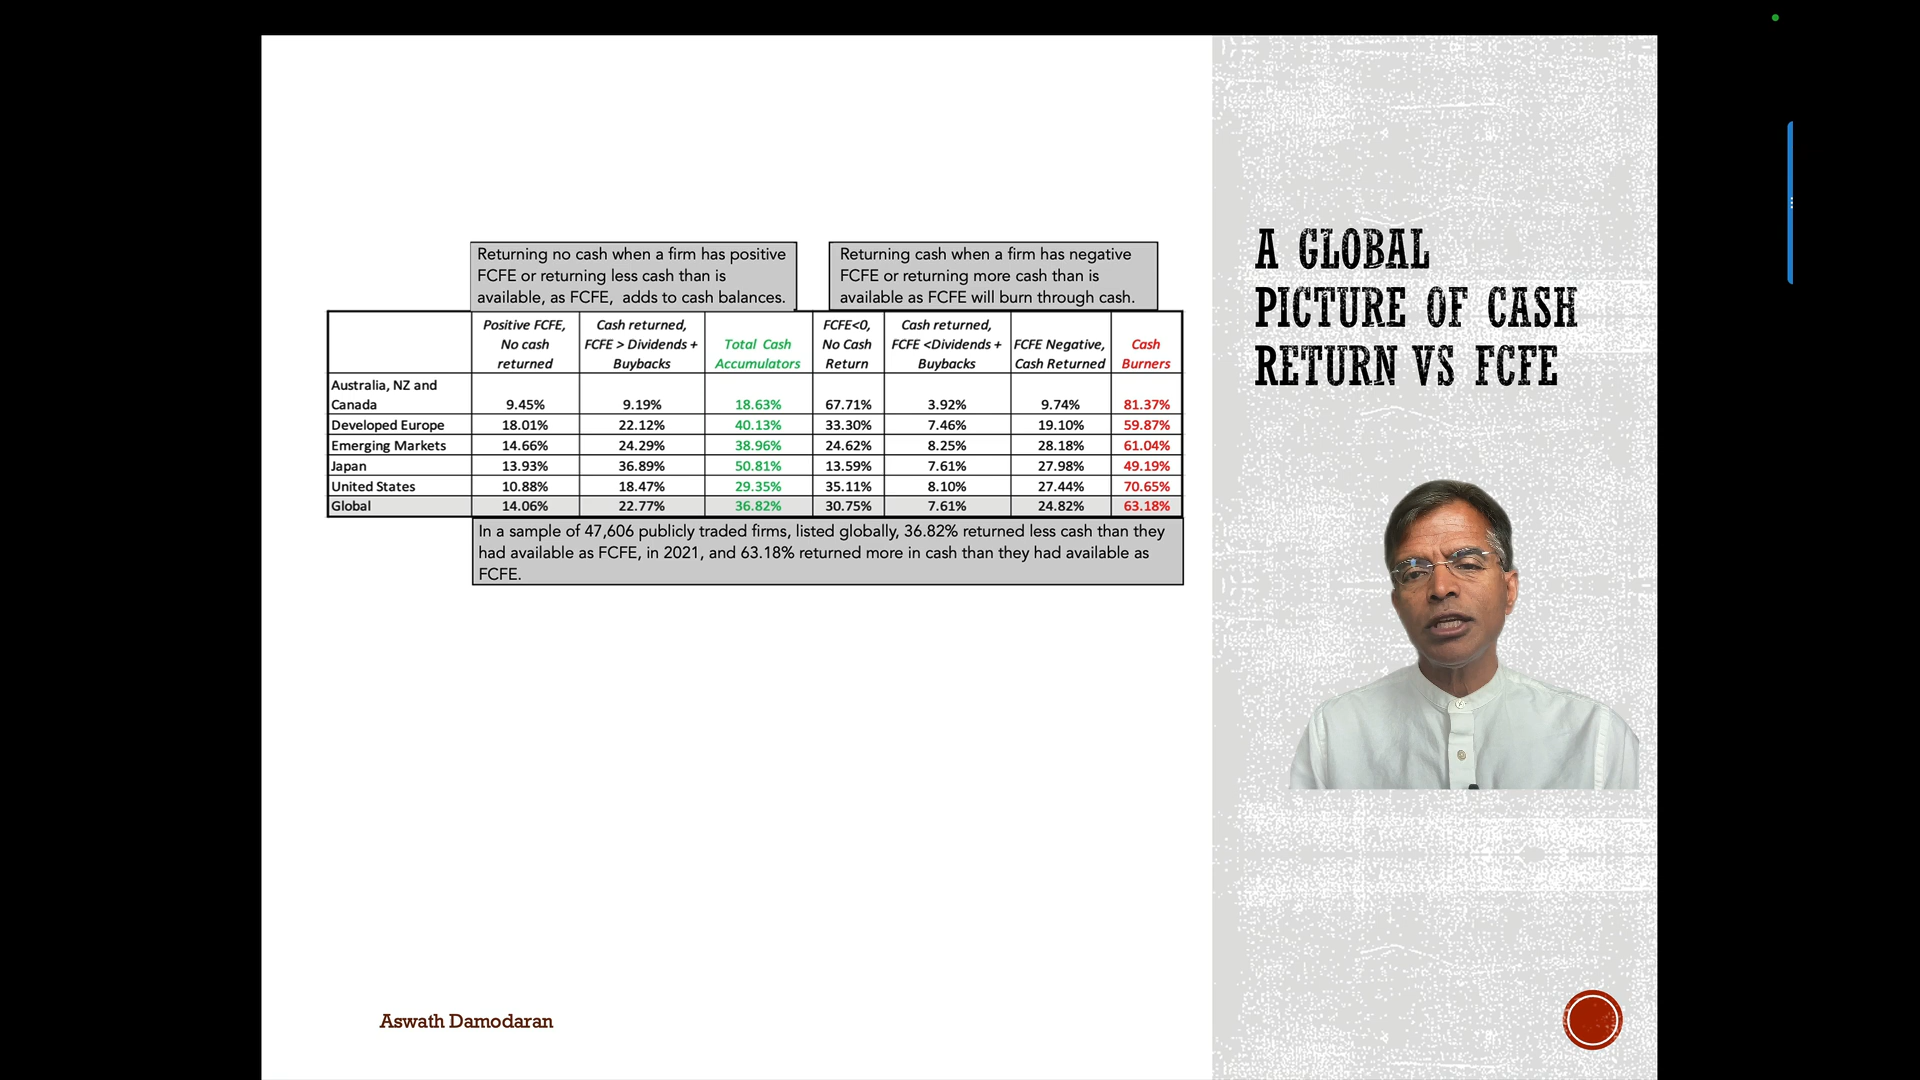 A GLOBAL
PICTURE OF CASH
RETURN VS FCFE
Returning no cash when a firm has positive
FCFE or returning less cash than is
available, as FCFE, adds to cash balances.
Returning cash when a firm has negative
FCFE or returning more cash than is
available as FCFE will burn through cash.
Positive FCFE, No cash returned | Cash returned, FCFE > Dividends + Buybacks | Total Cash Accumulators | FCFE<0, No Cash Return | Cash returned, FCFE <Dividends + Buybacks | FCFE Negative, Cash Returned | Cash Burners
Australia, NZ and Canada 9.45% 9.19% 18.63% 67.71% 3.92% 9.74% 81.37%
Developed Europe 18.01% 22.12% 40.13% 33.30% 7.46% 19.10% 59.87%
Emerging Markets 14.66% 24.29% 38.96% 24.62% 8.25% 28.18% 61.04%
Japan 13.93% 36.89% 50.81% 13.59% 7.61% 27.98% 49.19%
United States 10.88% 18.47% 29.35% 35.11% 8.10% 27.44% 70.65%
Global 14.06% 22.77% 36.82% 30.75% 7.61% 24.82% 63.18%
In a sample of 47,606 publicly traded firms, listed globally, 36.82% returned less cash than they
had available as FCFE, in 2021, and 63.18% returned more in cash than they had available as
FCFE.
Aswath Damodaran